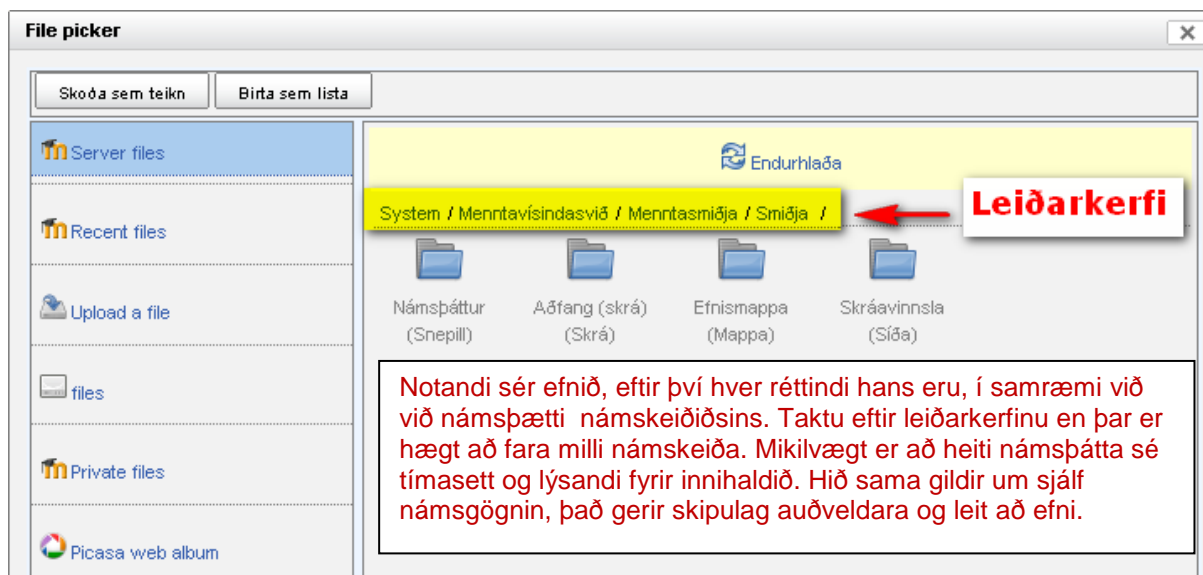 File picker
Skoða sem teikn
Birta sem lista
Server files
Recent files
Upload a file
files
Private files
Picasa web album
Endurhlaða
System / Menntavísindasvið / Menntasmiðja / Smiðja /
Leiðarkerfi
Námsþáttur
(Snepill)
Aðfang (skrá)
(Skrá)
Efnismappa
(Mappa)
Skráavinnsla
(Síða)
Notandi sér efnið, eftir því hver réttindi hans eru, í samræmi við
við námsþætti námskeiðiðsins. Taktu eftir leiðarkerfinu en þar er
hægt að fara milli námskeiða. Mikilvægt er að heiti námsþátta sé
tímasett og lýsandi fyrir innihaldið. Hið sama gildir um sjálf
námsgögnin, það gerir skipulag auðveldara og leit að efni.